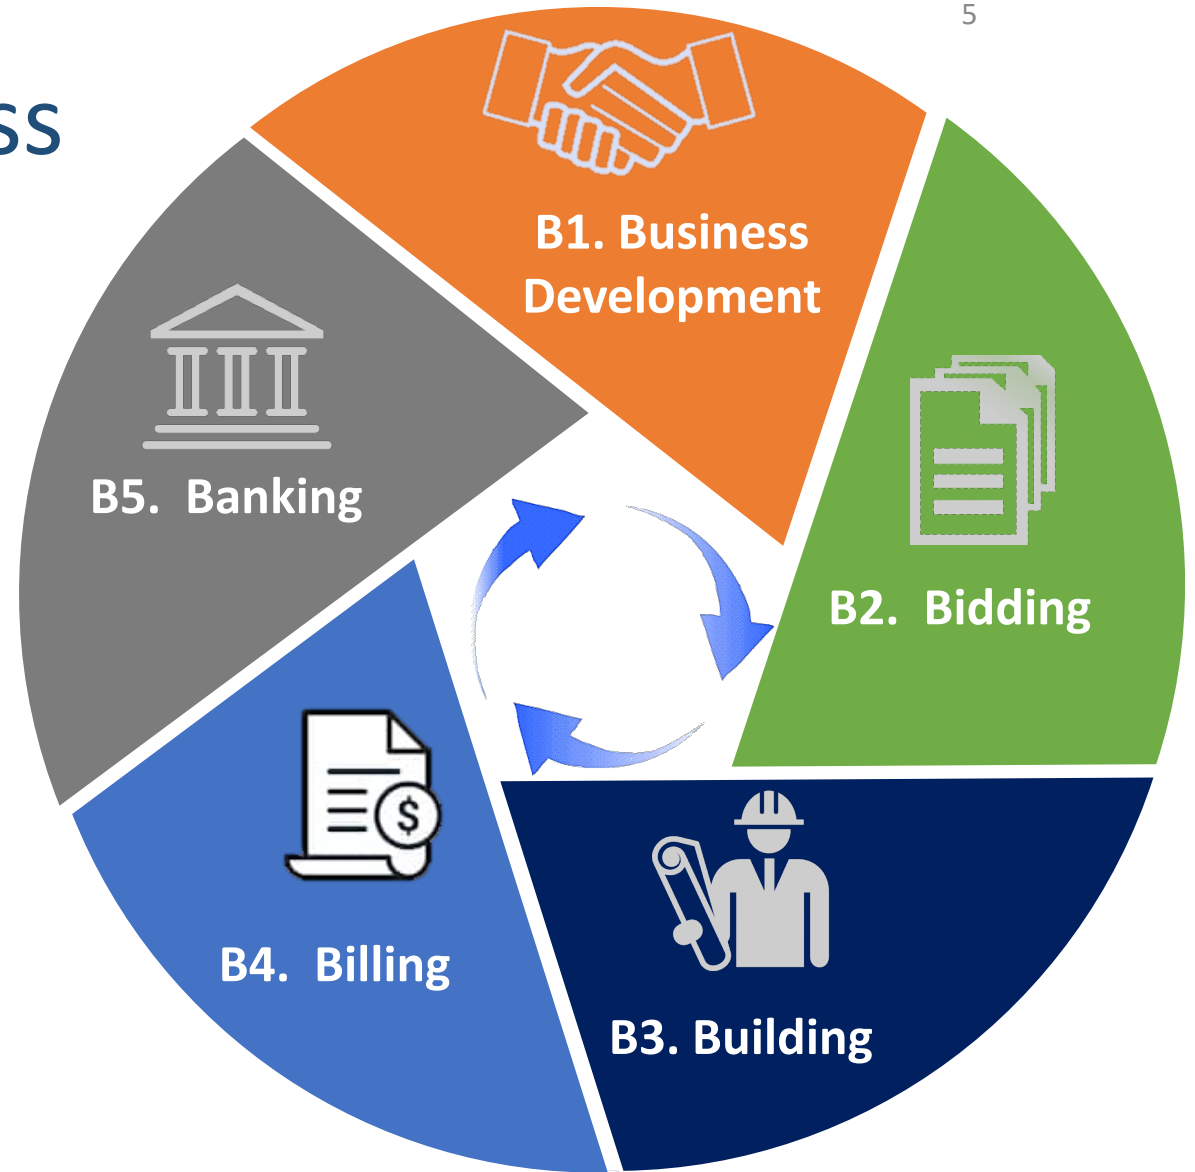 5
ss
B1. Business
Development
B2. Bidding
B3. Building
B4. Billing
B5. Banking
$